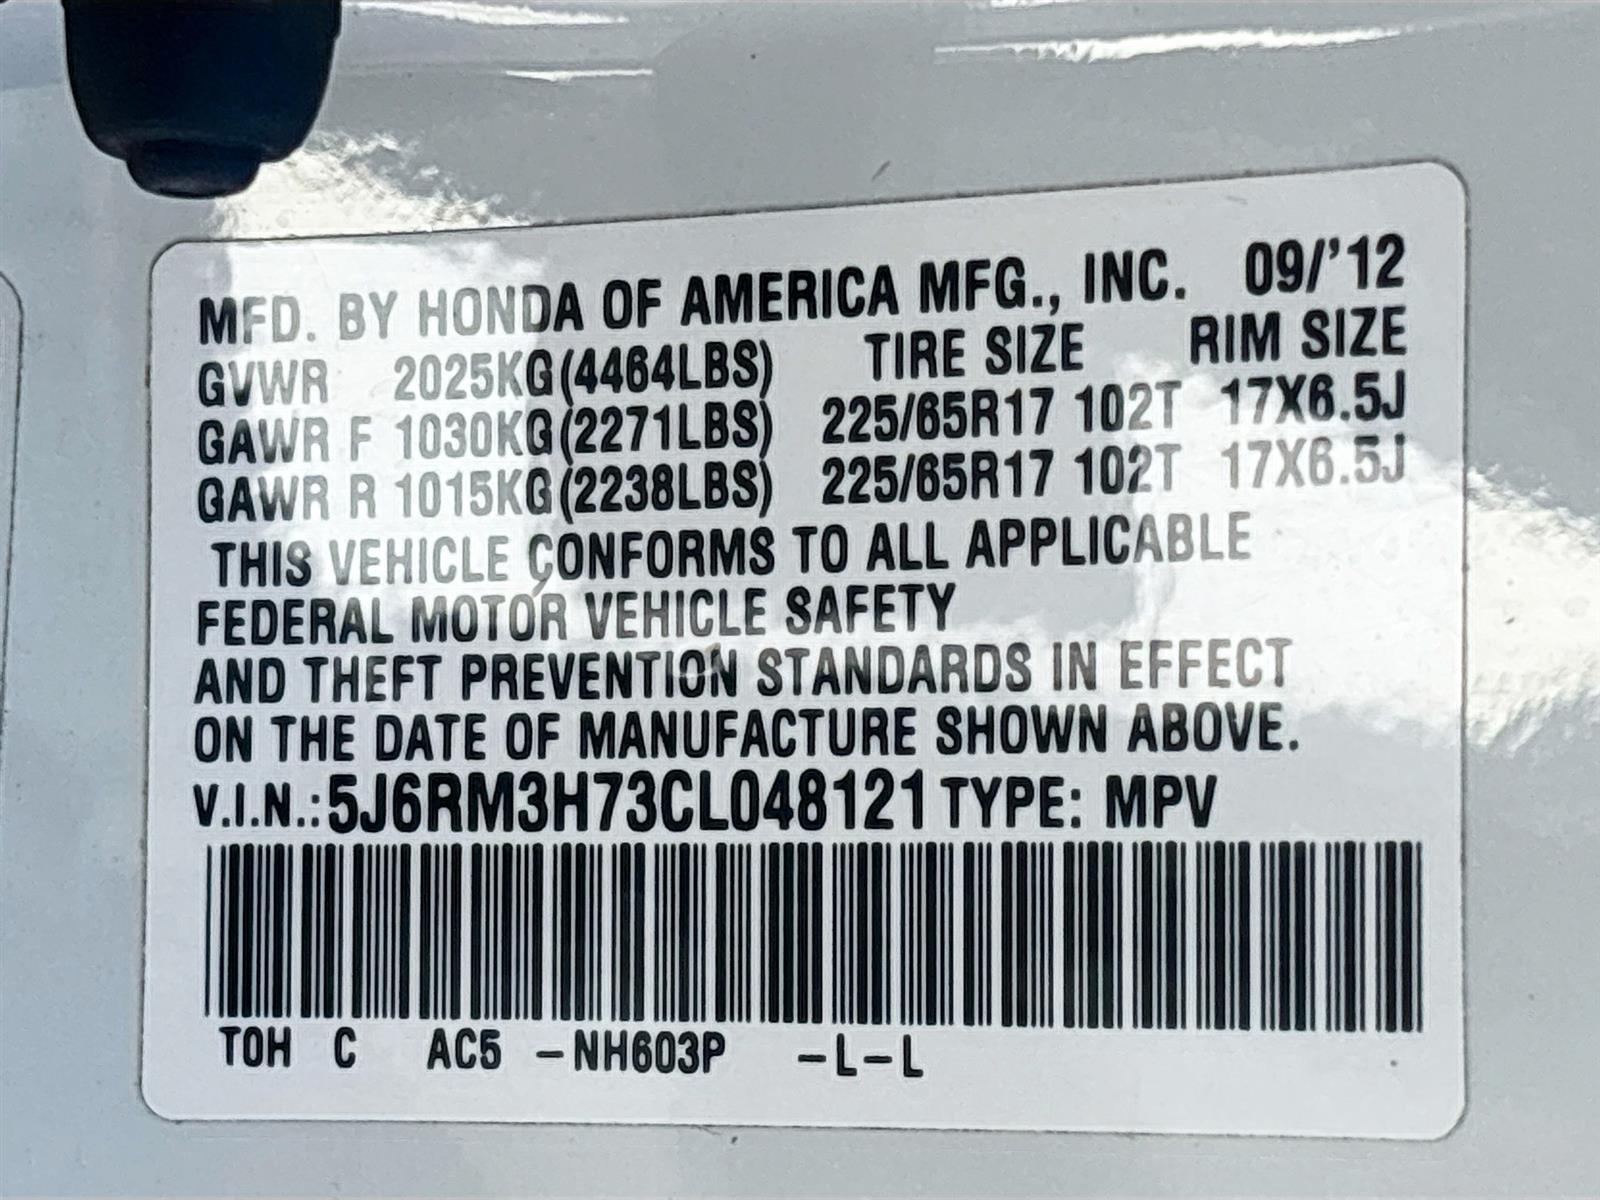 MFD. BY HONDA OF AMERICA MFG., INC. 09/'12
GVWR 2025KG(4464LBS) TIRE SIZE RIM SIZE
GAWR F 1030KG(2271LBS) 225/65R17 102T 17X6.5J
GAWR R 1015KG(2238LBS) 225/65R17 102T 17X6.5J
THIS VEHICLE CONFORMS TO ALL APPLICABLE
FEDERAL MOTOR VEHICLE SAFETY
AND THEFT PREVENTION STANDARDS IN EFFECT
ON THE DATE OF MANUFACTURE SHOWN ABOVE.
V.I.N.:5J6RM3H73CL048121 TYPE: MPV
TOH C AC5 -NH603P -L-L